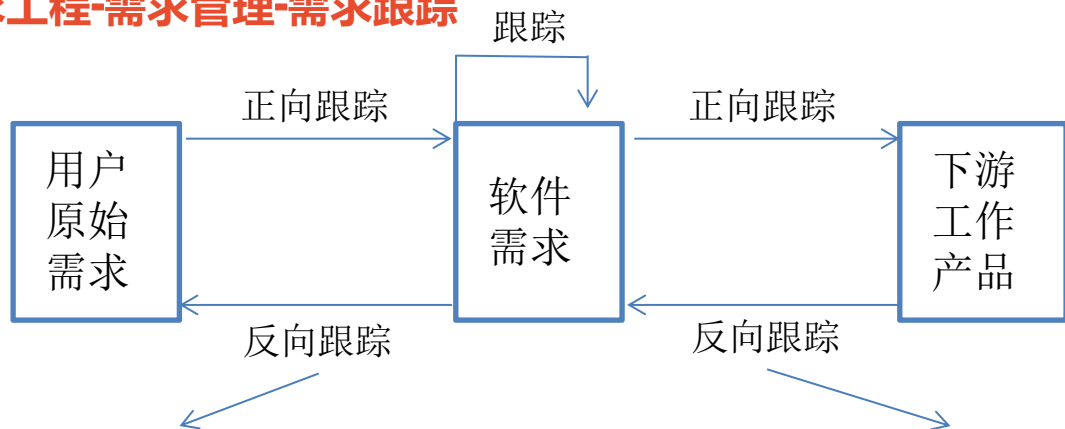 工程-需求管理-需求跟踪
跟踪
正向跟踪
正向跟踪
用户
原始
需求
软件
需求
下游
工作
产品
反向跟踪
反向跟踪